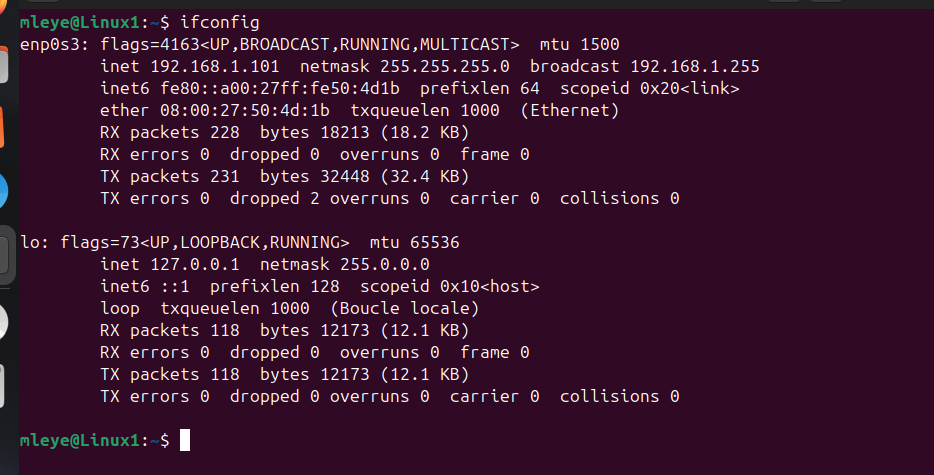 mleye@Linux1:~$ ifconfig
enp0s3: flags=4163<UP,BROADCAST,RUNNING,MULTICAST>  mtu 1500
        inet 192.168.1.101  netmask 255.255.255.0  broadcast 192.168.1.255
        inet6 fe80::a00:27ff:fe50:4d1b  prefixlen 64  scopeid 0x20<link>
        ether 08:00:27:50:4d:1b  txqueuelen 1000  (Ethernet)
        RX packets 228  bytes 18213 (18.2 KB)
        RX errors 0  dropped 0  overruns 0  frame 0
        TX packets 231  bytes 32448 (32.4 KB)
        TX errors 0  dropped 2 overruns 0  carrier 0  collisions 0

lo: flags=73<UP,LOOPBACK,RUNNING>  mtu 65536
        inet 127.0.0.1  netmask 255.0.0.0
        inet6 ::1  prefixlen 128  scopeid 0x10<host>
        loop  txqueuelen 1000  (Boucle locale)
        RX packets 118  bytes 12173 (12.1 KB)
        RX errors 0  dropped 0  overruns 0  frame 0
        TX packets 118  bytes 12173 (12.1 KB)
        TX errors 0  dropped 0 overruns 0  carrier 0  collisions 0

mleye@Linux1:~$